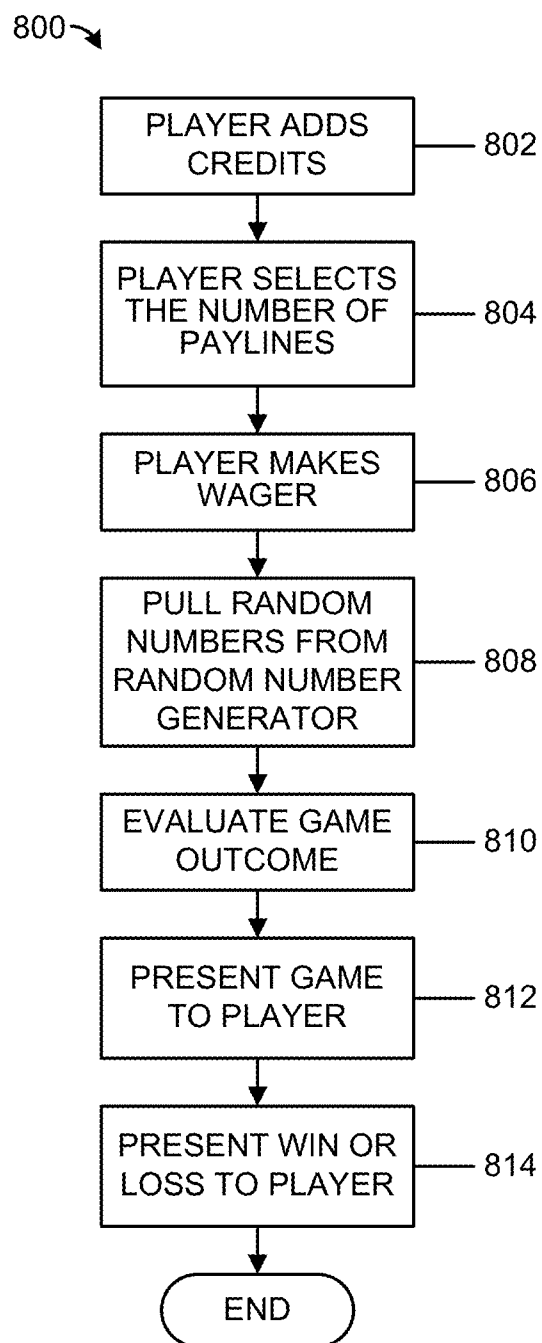 800
PLAYER ADDS
CREDITS
802
PLAYER SELECTS
THE NUMBER OF
PAYLINES
804
PLAYER MAKES
WAGER
806
PULL RANDOM
NUMBERS FROM
RANDOM NUMBER
GENERATOR
808
EVALUATE GAME
OUTCOME
810
PRESENT GAME
TO PLAYER
812
PRESENT WIN OR
LOSS TO PLAYER
814
END